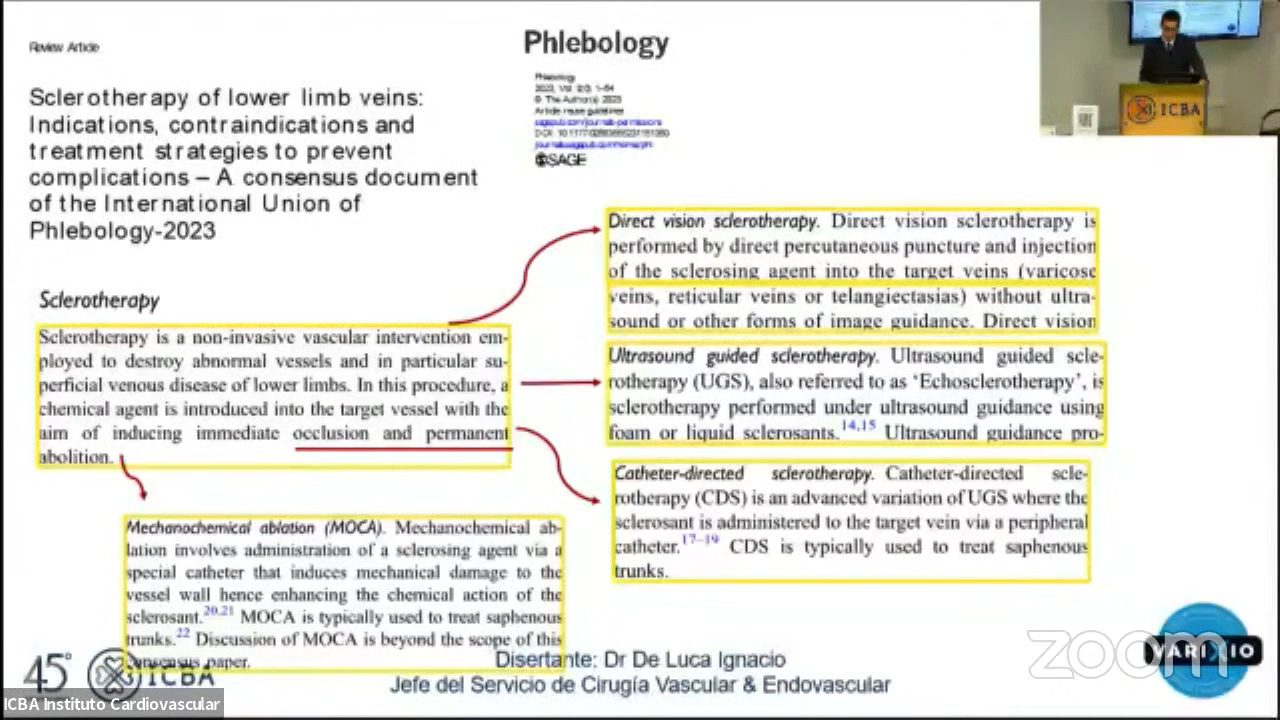 Review Article
Phlebology
Sclerotherapy of lower limb veins:
Indications, contraindications and
treatment strategies to prevent
complications – A consensus document
of the International Union of
Phlebology-2023
Phlebology
© The Author(s) 2023
Article reuse guidelines
SAGE
Sclerotherapy
Sclerotherapy is a non-invasive vascular intervention em-
ployed to destroy abnormal vessels and in particular su-
perficial venous disease of lower limbs. In this procedure, a
chemical agent is introduced into the target vessel with the
aim of inducing immediate occlusion and permanent
abolition.
Direct vision sclerotherapy. Direct vision sclerotherapy is
performed by direct percutaneous puncture and injection
of the sclerosing agent into the target veins (varicose
veins, reticular veins or telangiectasias) without ultra-
sound or other forms of image guidance. Direct vision
Ultrasound guided sclerotherapy. Ultrasound guided scle-
rotherapy (UGS), also referred to as ‘Echosclerotherapy’, is
sclerotherapy performed under ultrasound guidance using
foam or liquid sclerosants.14,15 Ultrasound guidance pro-
Catheter-directed sclerotherapy. Catheter-directed scle-
rotherapy (CDS) is an advanced variation of UGS where the
sclerosant is administered to the target vein via a peripheral
catheter.17–19 CDS is typically used to treat saphenous
trunks.
Mechanochemical ablation (MOCA). Mechanochemical ab-
lation involves administration of a sclerosing agent via a
special catheter that induces mechanical damage to the
vessel wall hence enhancing the chemical action of the
sclerosant.20,21 MOCA is typically used to treat saphenous
trunks.22 Discussion of MOCA is beyond the scope of this
consensus paper.
45° ICBA
Disertante: Dr De Luca Ignacio
Jefe del Servicio de Cirugía Vascular & Endovascular
ICBA
zoom
VARIXIO
ICBA Instituto Cardiovascular